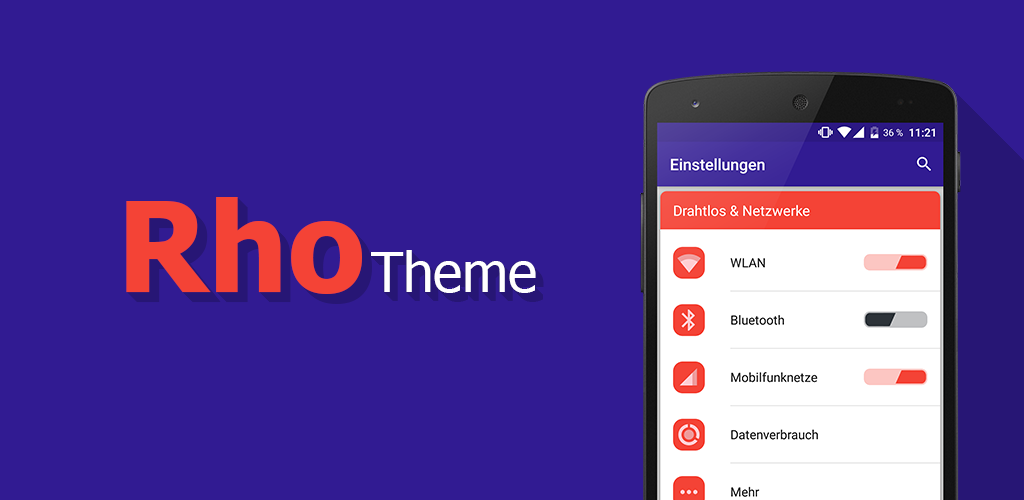 Rho Theme
36 % 11:21
Einstellungen
Drahtlos & Netzwerke
WLAN
Bluetooth
Mobilfunknetze
Datenverbrauch
Mehr